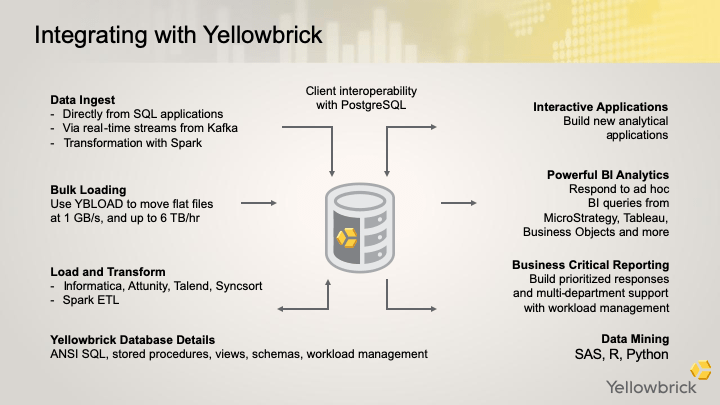 Integrating with Yellowbrick
Client interoperability
with PostgreSQL
Data Ingest
- Directly from SQL applications
- Via real-time streams from Kafka
- Transformation with Spark
Bulk Loading
Use YBLOAD to move flat files
at 1 GB/s, and up to 6 TB/hr
Load and Transform
- Informatica, Attunity, Talend, Syncsort
- Spark ETL
Yellowbrick Database Details
ANSI SQL, stored procedures, views, schemas, workload management
Interactive Applications
Build new analytical
applications
Powerful BI Analytics
Respond to ad hoc
BI queries from
MicroStrategy, Tableau,
Business Objects and more
Business Critical Reporting
Build prioritized responses
and multi-department support
with workload management
Data Mining
SAS, R, Python
Yellowbrick